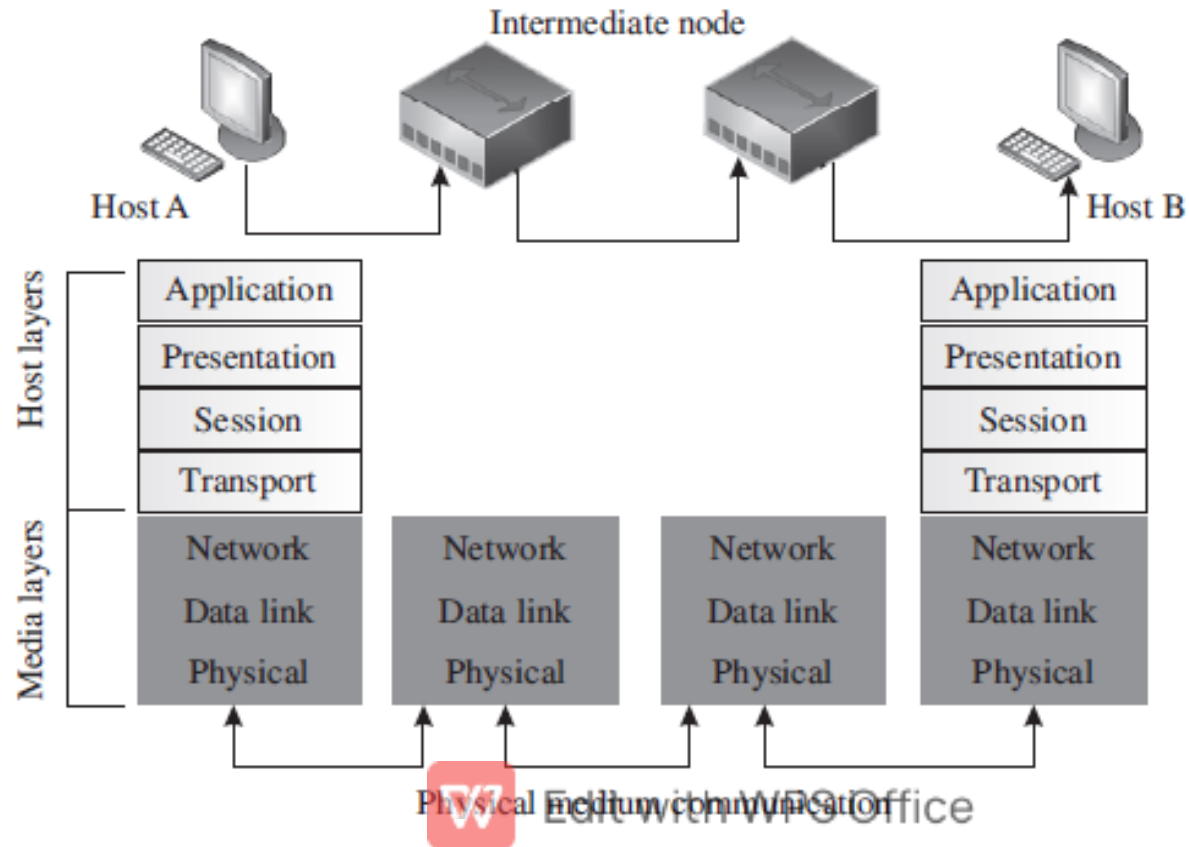 Intermediate node
Host A
Host B
Host layers
Application
Presentation
Session
Transport
Application
Presentation
Session
Transport
Media layers
Network
Data link
Physical
Network
Data link
Physical
Network
Data link
Physical
Network
Data link
Physical
Physical medium communication
Edit with WPS Office